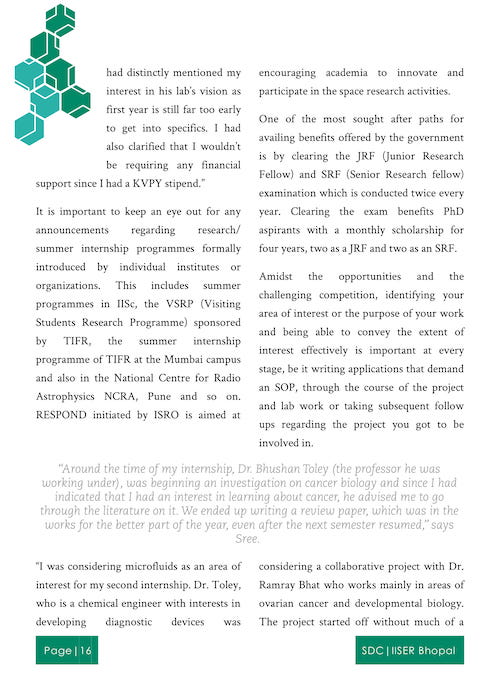 had distinctly mentioned my
interest in his lab's vision as
first year is still far too early
to get into specifics. I had
also clarified that I wouldn't
be requiring any financial
support since I had a KVPY stipend."
It is important to keep an eye out for any
announcements regarding research/
summer internship programmes formally
introduced by individual institutes or
organizations. This includes summer
programmes in IISc, the VSRP (Visiting
Students Research Programme) sponsored
by TIFR, the summer internship
programme of TIFR at the Mumbai campus
and also in the National Centre for Radio
Astrophysics NCRA, Pune and so on.
RESPOND initiated by ISRO is aimed at
encouraging academia to innovate and
participate in the space research activities.
One of the most sought after paths for
availing benefits offered by the government
is by clearing the JRF (Junior Research
Fellow) and SRF (Senior Research fellow)
examination which is conducted twice every
year. Clearing the exam benefits PhD
aspirants with a monthly scholarship for
four years, two as a JRF and two as an SRF.
Amidst the opportunities and the
challenging competition, identifying your
area of interest or the purpose of your work
and being able to convey the extent of
interest effectively is important at every
stage, be it writing applications that demand
an SOP, through the course of the project
and lab work or taking subsequent follow
ups regarding the project you got to be
involved in.
"Around the time of my internship, Dr. Bhushan Toley (the professor he was
working under), was beginning an investigation on cancer biology and since I had
indicated that I had an interest in learning about cancer, he advised me to go
through the literature on it. We ended up writing a review paper, which was in the
works for the better part of the year, even after the next semester resumed," says
Sree.
"I was considering microfluids as an area of
interest for my second internship. Dr. Toley,
who is a chemical engineer with interests in
developing diagnostic devices was
considering a collaborative project with Dr.
Ramray Bhat who works mainly in areas of
ovarian cancer and developmental biology.
The project started off without much of a
Page|16
SDC|IISER Bhopal